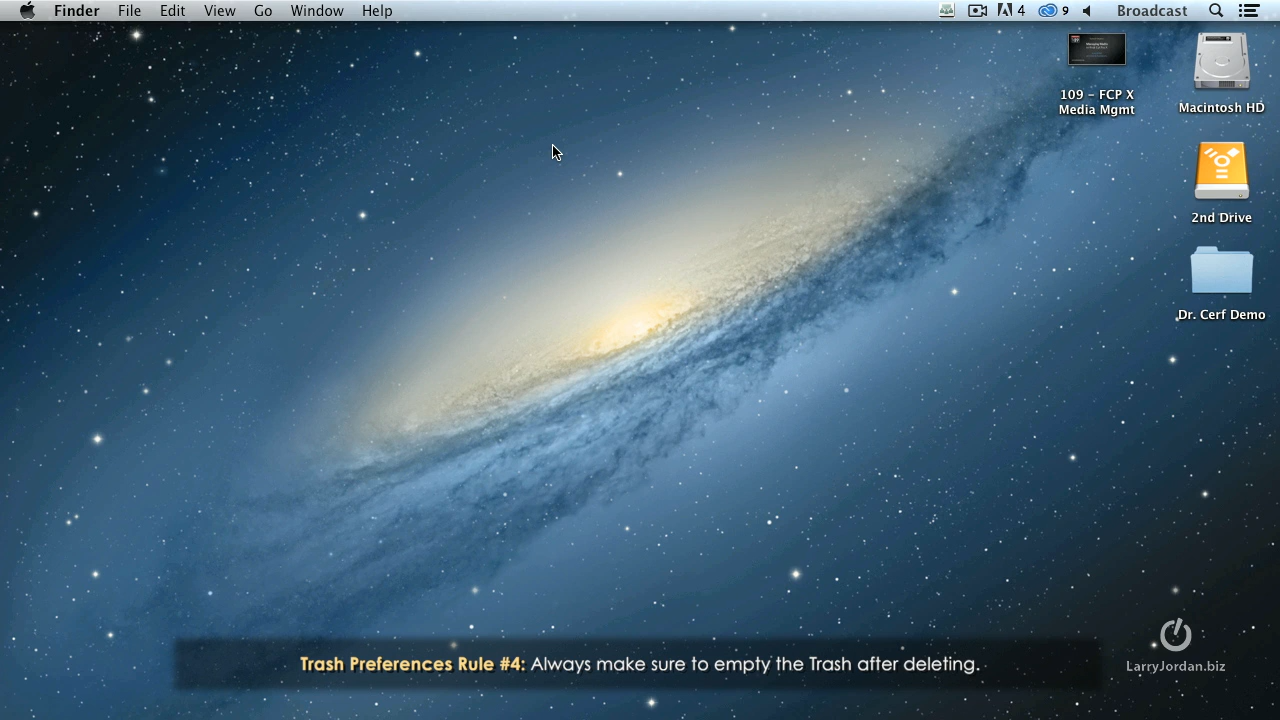 Finder File Edit View Go Window Help 4 9 Broadcast
109 – FCP X
Media Mgmt
Macintosh HD
2nd Drive
Dr. Cerf Demo
Trash Preferences Rule #4: Always make sure to empty the Trash after deleting.
LarryJordan.biz